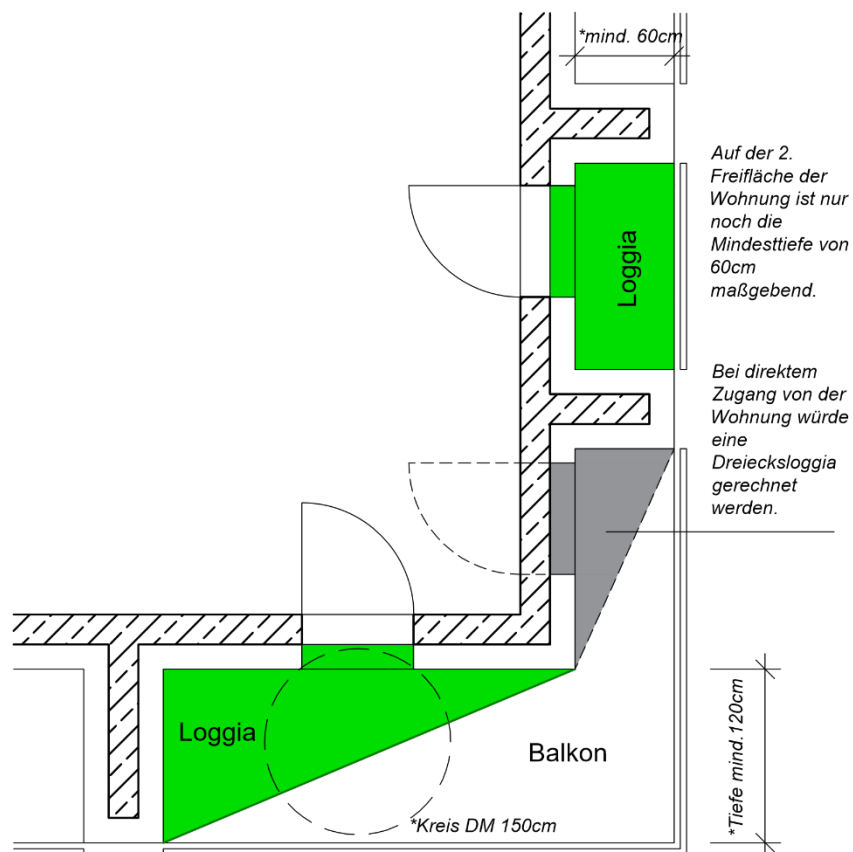 *mind. 60cm
Auf der 2.
Freifläche der
Wohnung ist nur
noch die
Mindesttiefe von
60cm
maßgebend.
Loggia
Bei direktem
Zugang von der
Wohnung würde
eine
Dreiecksloggia
gerechnet
werden.
Loggia
Balkon
*Kreis DM 150cm
*Tiefe mind.120cm